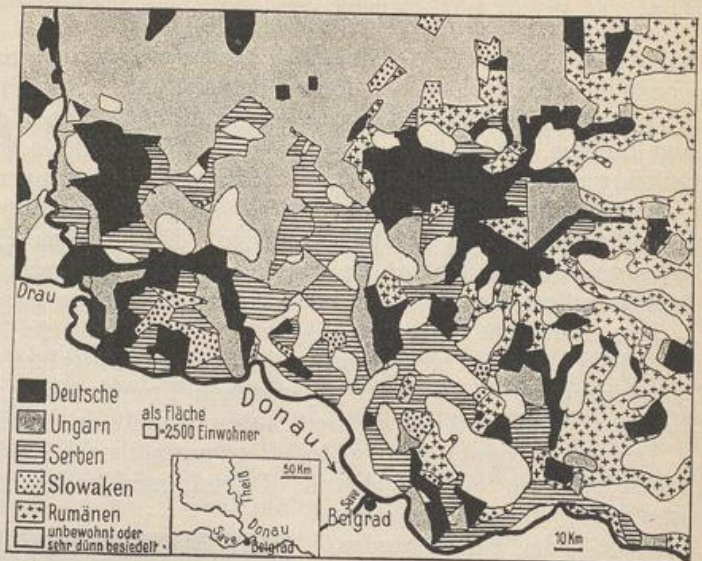 Drau
Donau
Deutsche
Ungarn
Serben
Slowaken
Rumänen
unbewohnt oder
sehr dünn besiedelt
als Fläche
=2500 Einwohner
50 Km
Theiß
Donau
Save
Belgrad
Save
Belgrad
10 Km